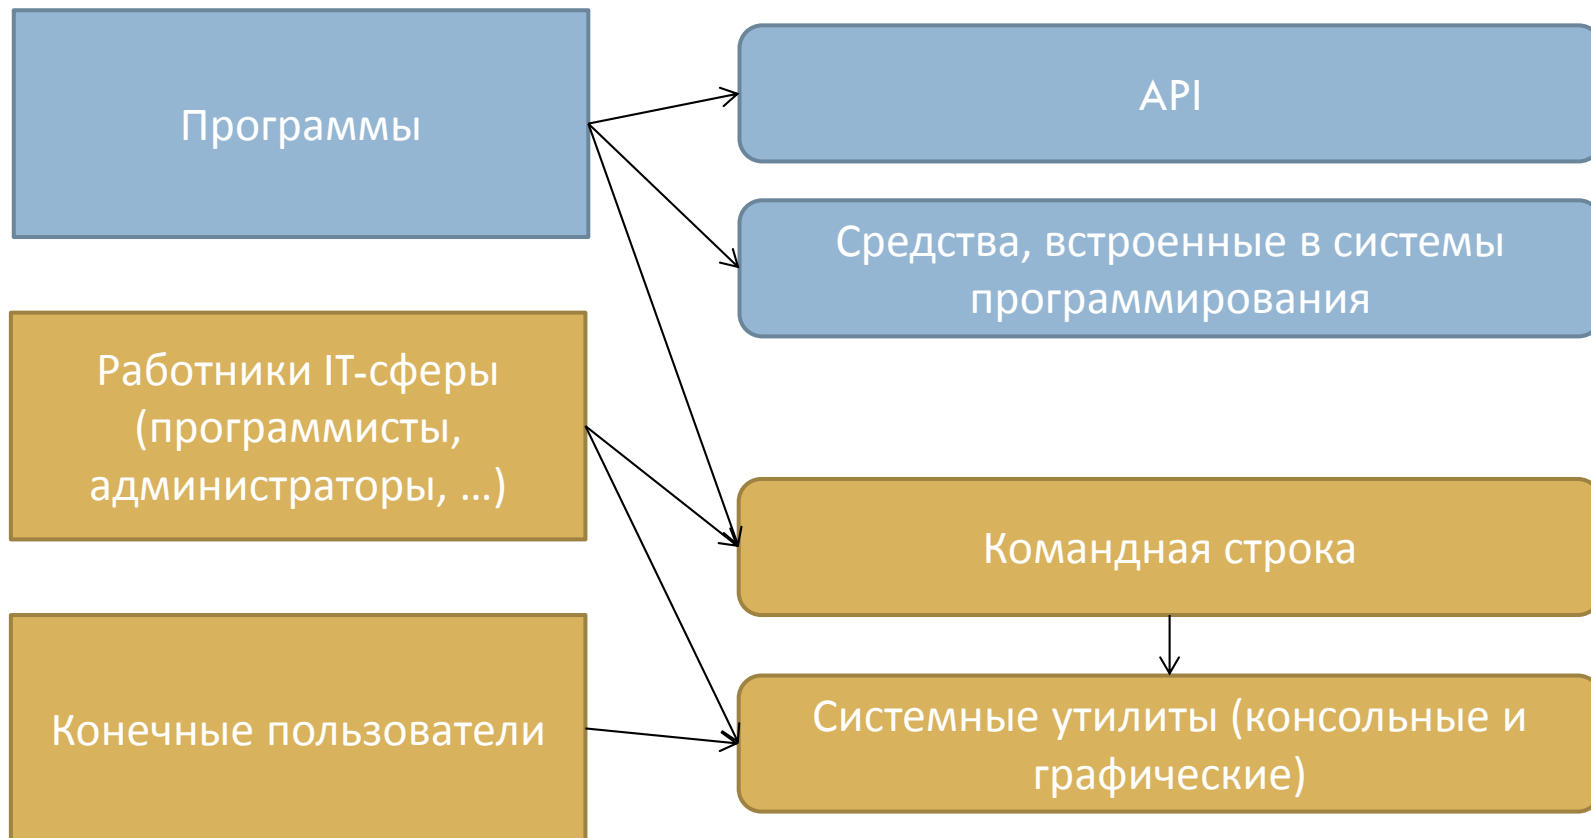 Программы
API
Средства, встроенные в системы
программирования
Работники IT-сферы
(программисты,
администраторы, ...)
Командная строка
Конечные пользователи
Системные утилиты (консольные и
графические)